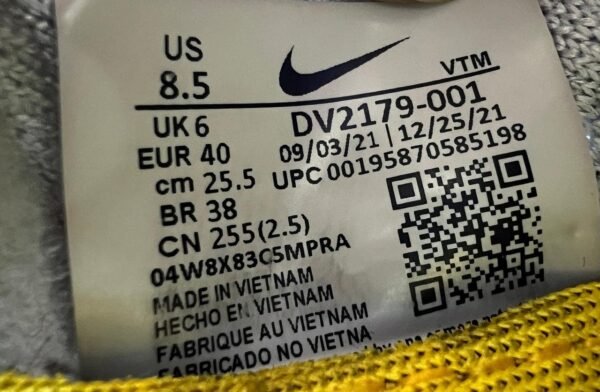 US
8.5
VTM
UK 6
EUR 40
cm 25.5
BR 38
CN 255(2.5)
DV2179-001
09/03/21 | 12/25/21
UPC 00195870585198
04W8X83C5MPRA
MADE IN VIETNAM
HECHO EN VIETNAM
FABRIQUE AU VIETNAM
FABRICADO NO VIETNA